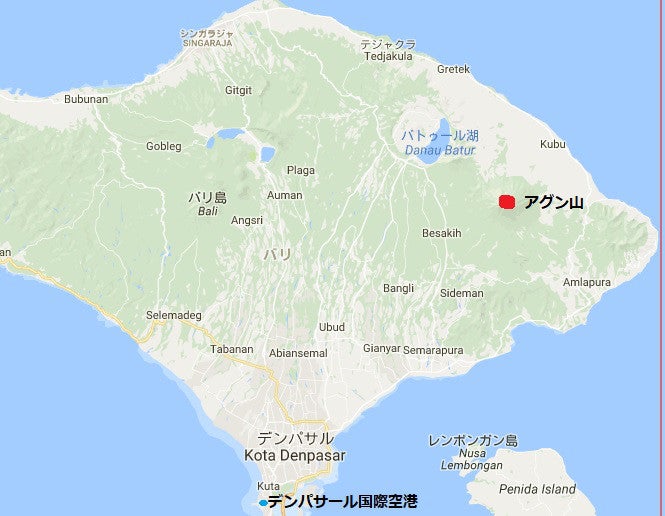 シンガラジャ
SINGARAJA
テジャクラ
Tedjakula
Gretek
Bubunan
Gitgit
バトゥール湖
Danau Batur
Gobleg
Kubu
Plaga
バリ島
Bali
Auman
アグン山
Angsri
Besakih
an
バリ
Bangli
Sideman
Amlapura
Selemadeg
Ubud
Tabanan
Abiansemal
Gianyar
Semarapura
デンパサル
Kota Denpasar
レンボンガン島
Nusa
Lembongan
Kuta
Penida Island
デンパサール国際空港